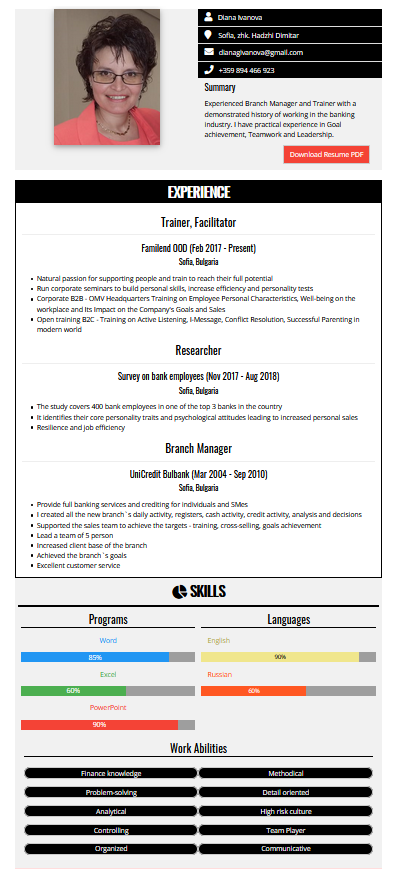 Diana Ivanova
Sofia, zhk. Hadzhi Dimitar
dianagivanova@gmail.com
+359 894 466 923
Summary
Experienced Branch Manager and Trainer with a
demonstrated history of working in the banking
industry. I have practical experience in Goal
achievement, Teamwork and Leadership.
Download Resume PDF
EXPERIENCE
Trainer, Facilitator
Familend OOD (Feb 2017 - Present)
Sofia, Bulgaria
Natural passion for supporting people and train to reach their full potential
Run corporate seminars to build personal skills, increase efficiency and personality tests
Corporate B2B - OMV Headquarters Training on Employee Personal Characteristics, Well-being on the
workplace and Its Impact on the Company's Goals and Sales
Open training B2C - Training on Active Listening, I-Message, Conflict Resolution, Successful Parenting in
modern world
Researcher
Survey on bank employees (Nov 2017 - Aug 2018)
Sofia, Bulgaria
The study covers 400 bank employees in one of the top 3 banks in the country
It identifies their core personality traits and psychological attitudes leading to increased personal sales
Resilience and job efficiency
Branch Manager
UniCredit Bulbank (Mar 2004 - Sep 2010)
Sofia, Bulgaria
Provide full banking services and crediting for individuals and SMes
I created all the new branch`s daily activity, registers, cash activity, credit activity, analysis and decisions
Supported the sales team to achieve the targets - training, cross-selling, goals achievement
Lead a team of 5 person
Increased client base of the branch
Achieved the branch`s goals
Excellent customer service
SKILLS
Programs
Word
85%
Excel
60%
PowerPoint
90%
Languages
English
90%
Russian
60%
Work Abilities
Finance knowledge
Methodical
Problem-solving
Detail oriented
Analytical
High risk culture
Controlling
Team Player
Organized
Communicative